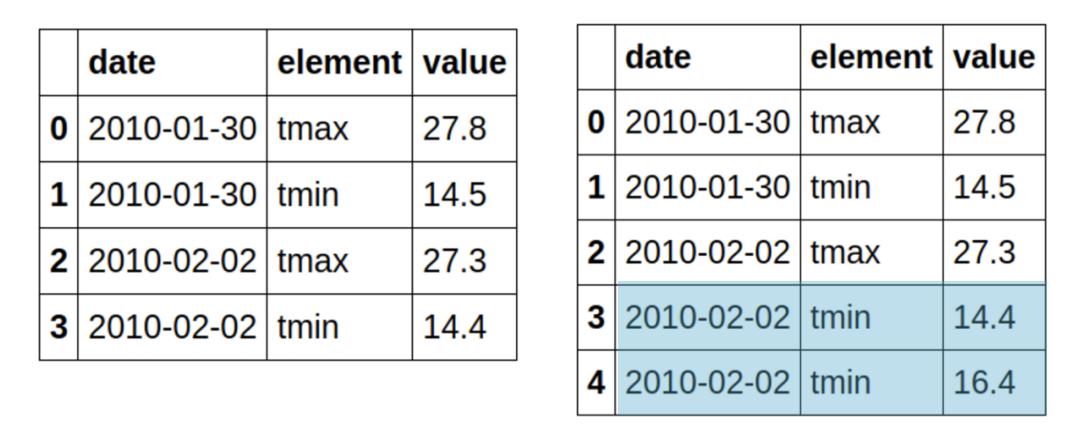 date element value
0 2010-01-30 tmax 27.8
1 2010-01-30 tmin 14.5
2 2010-02-02 tmax 27.3
3 2010-02-02 tmin 14.4
date element value
0 2010-01-30 tmax 27.8
1 2010-01-30 tmin 14.5
2 2010-02-02 tmax 27.3
3 2010-02-02 tmin 14.4
4 2010-02-02 tmin 16.4